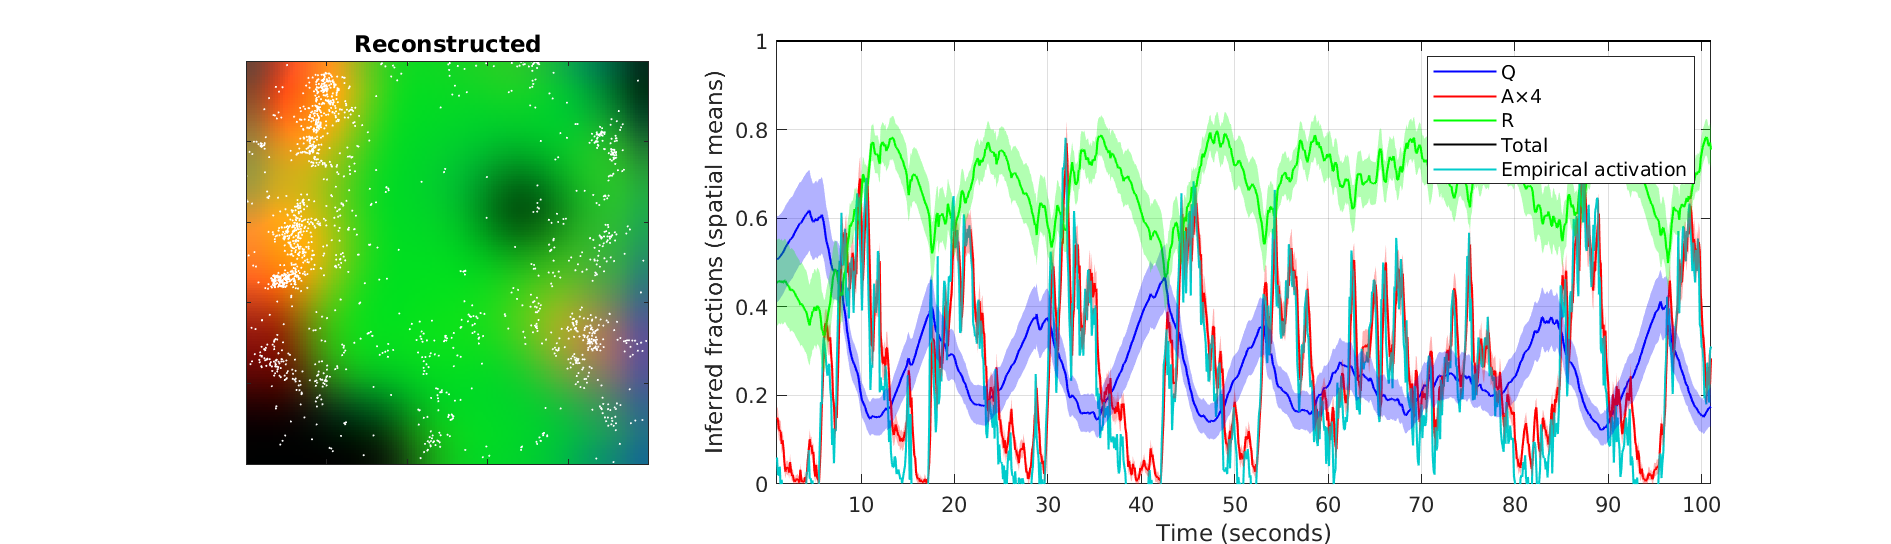 Reconstructed
Inferred fractions (spatial means)
1
0.8
0.6
0.4
0.2
0
Q
A×4
R
Total
Empirical activation
10 20 30 40 50 60 70 80 90 100
Time (seconds)